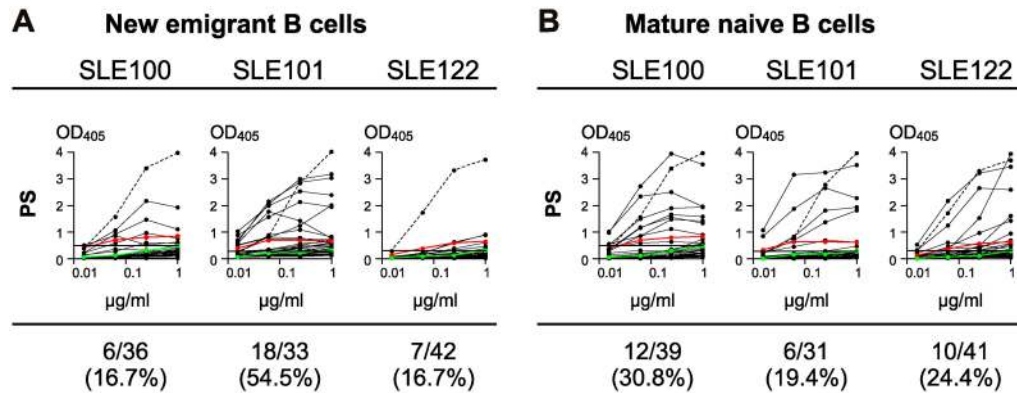 A New emigrant B cells
SLE100 SLE101 SLE122
OD405 OD405 OD405
PS
4 4 4
3 3 3
2 2 2
1 1 1
0 0 0
0.01 0.1 1 0.01 0.1 1 0.01 0.1 1
µg/ml µg/ml µg/ml
6/36 18/33 7/42
(16.7%) (54.5%) (16.7%)
B Mature naive B cells
SLE100 SLE101 SLE122
OD405 OD405 OD405
PS
4 4 4
3 3 3
2 2 2
1 1 1
0 0 0
0.01 0.1 1 0.01 0.1 1 0.01 0.1 1
µg/ml µg/ml µg/ml
12/39 6/31 10/41
(30.8%) (19.4%) (24.4%)